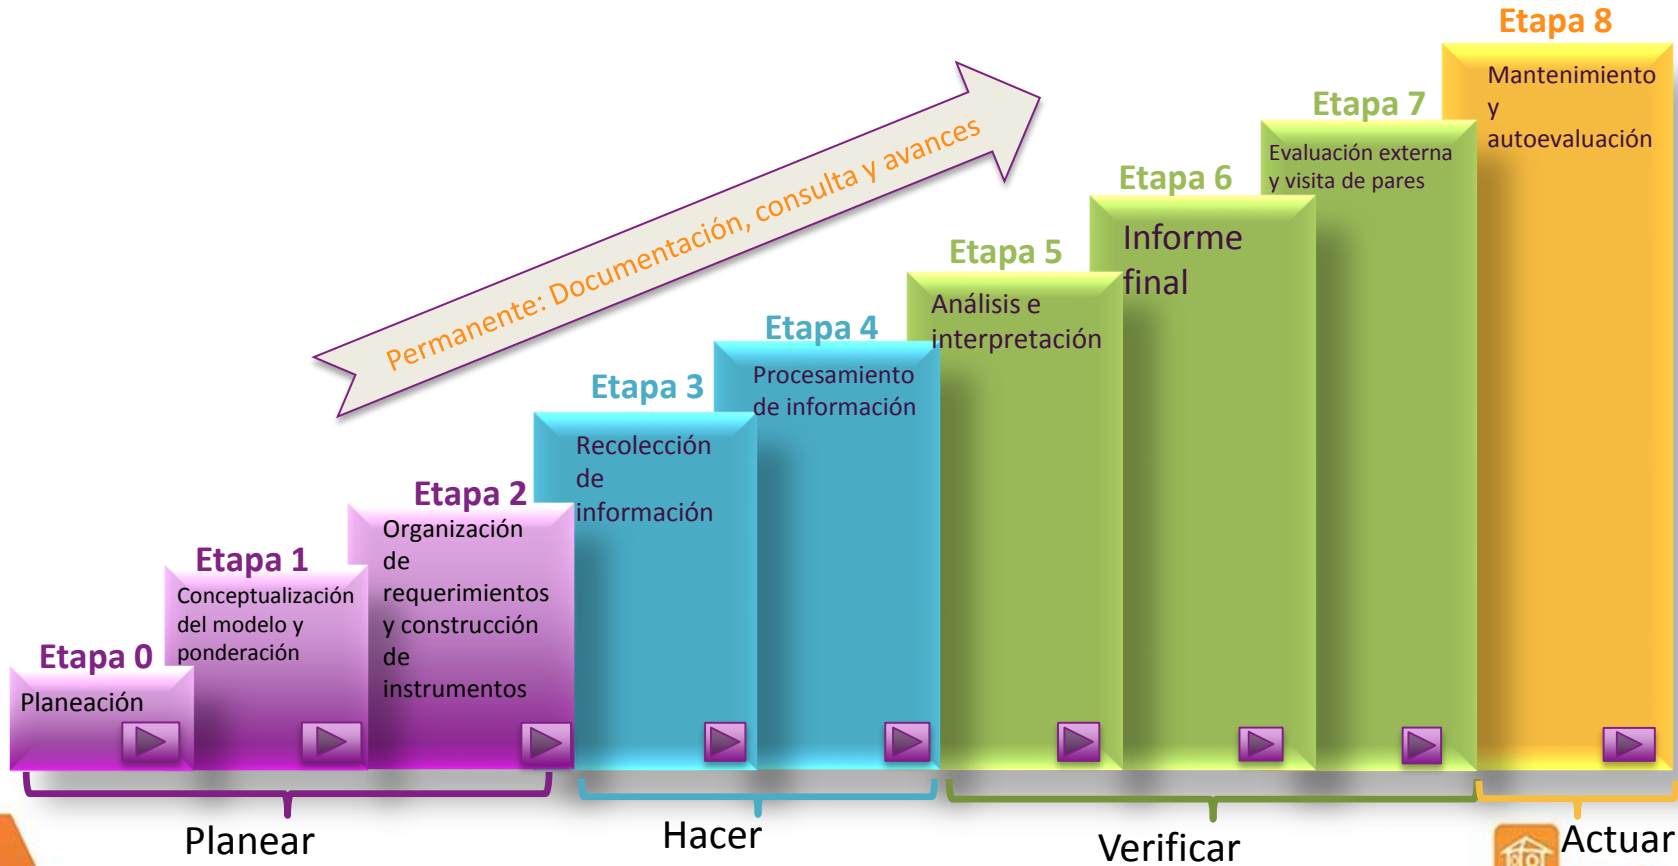 Etapa 8
Mantenimiento
y
autoevaluación
Etapa 7
Evaluación externa
y visita de pares
Etapa 6
Informe
final
Etapa 5
Análisis e
interpretación
Permanente: Documentación, consulta y avances
Etapa 4
Procesamiento
de información
Etapa 3
Recolección
de
información
Etapa 2
Organización
de
requerimientos
y construcción
de
instrumentos
Etapa 1
Conceptualización
del modelo y
ponderación
Etapa 0
Planeación
Planear
Hacer
Verificar
Actuar